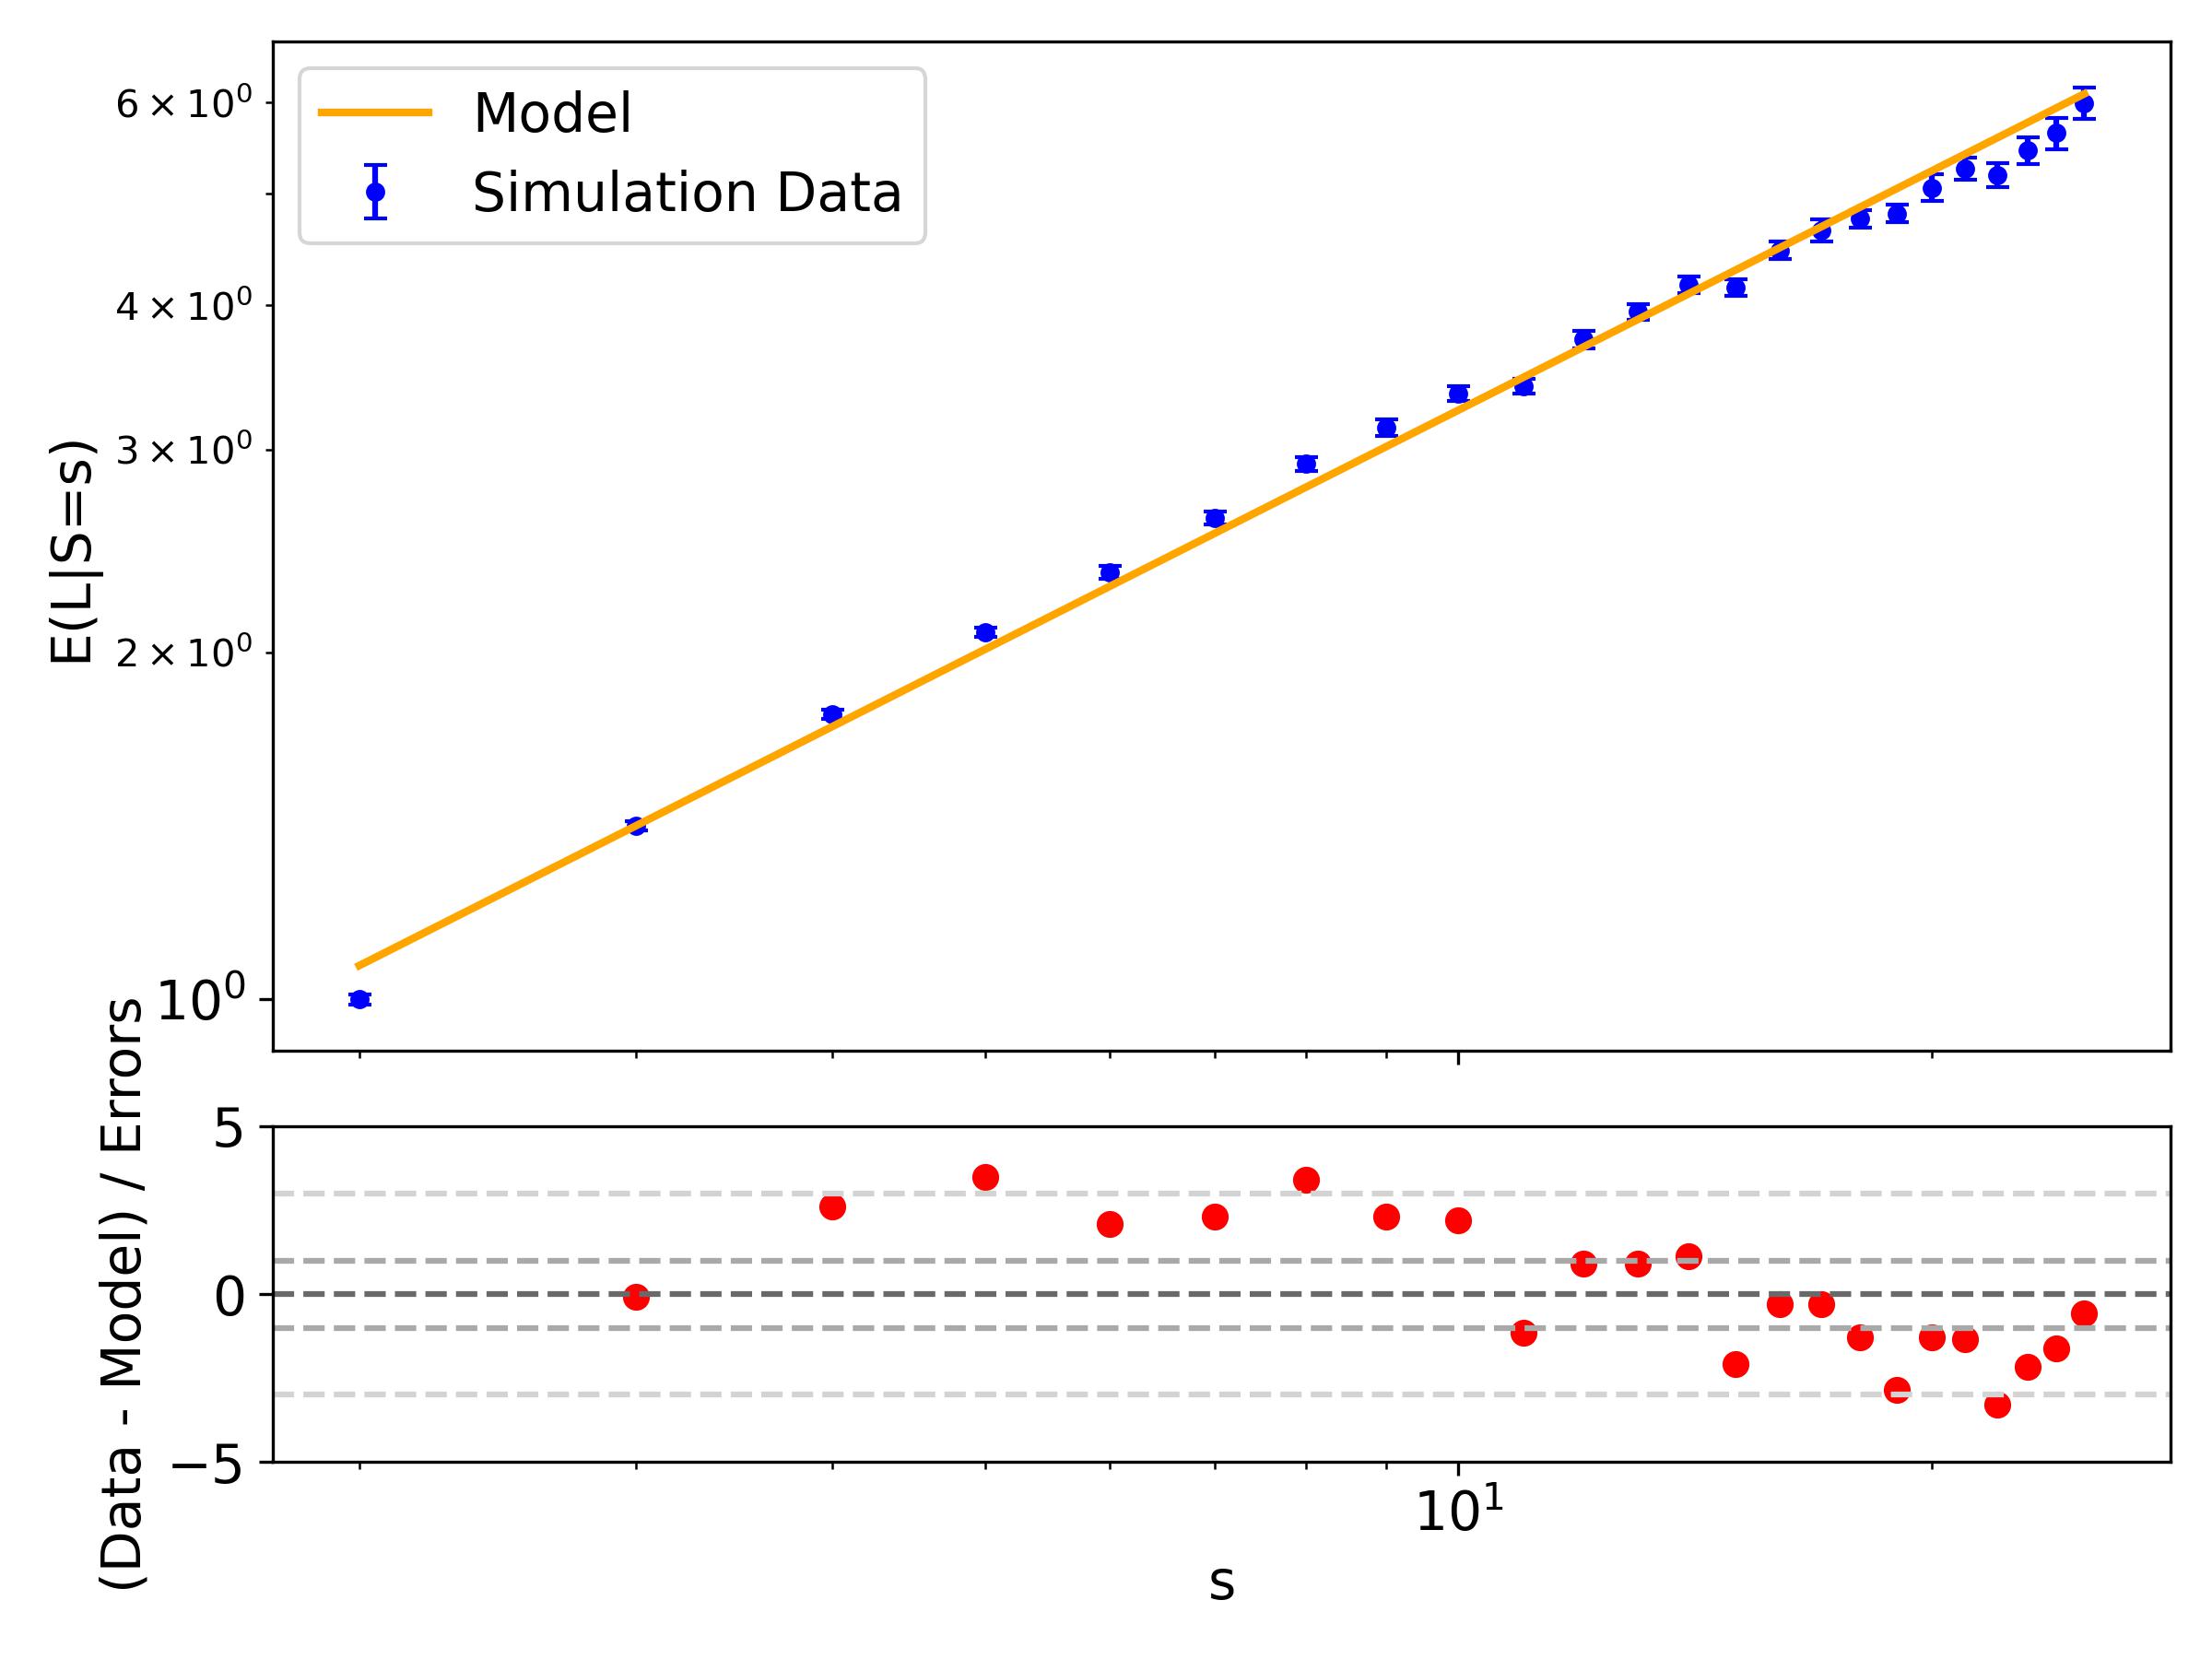 6 × 10⁰
4 × 10⁰
3 × 10⁰
2 × 10⁰
10⁰
E(L|S=s)
Model
Simulation Data
5
0
−5
(Data - Model) / Errors
10¹
s